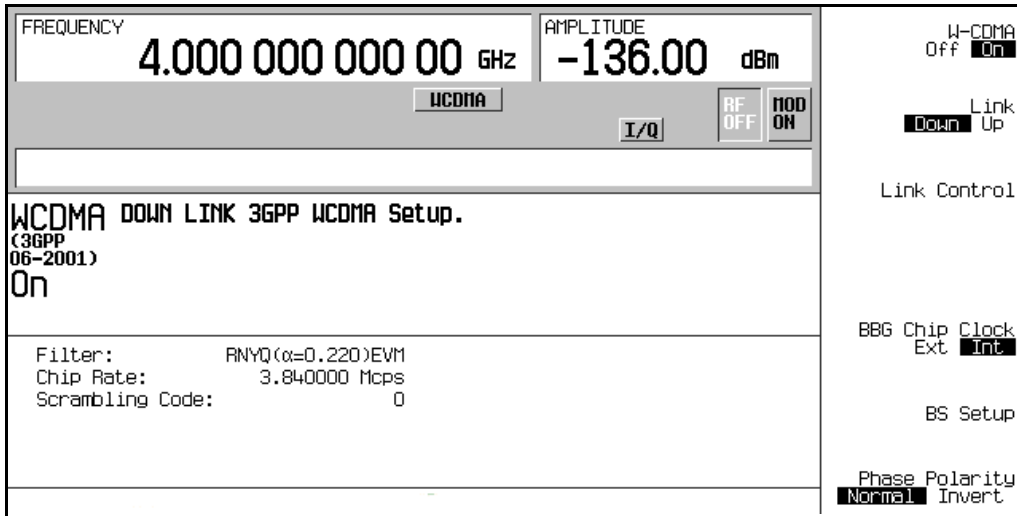 FREQUENCY
4.000 000 000 00 GHz
AMPLITUDE
-136.00 dBm
WCDMA
I/Q
RF
OFF
MOD
ON
WCDMA DOWN LINK 3GPP WCDMA Setup.
(3GPP
06-2001)
On
Filter: RNYQ(α=0.220)EVM
Chip Rate: 3.840000 Mcps
Scrambling Code: 0
W-CDMA
Off On
Link
Down Up
Link Control
BBG Chip Clock
Ext Int
BS Setup
Phase Polarity
Normal Invert